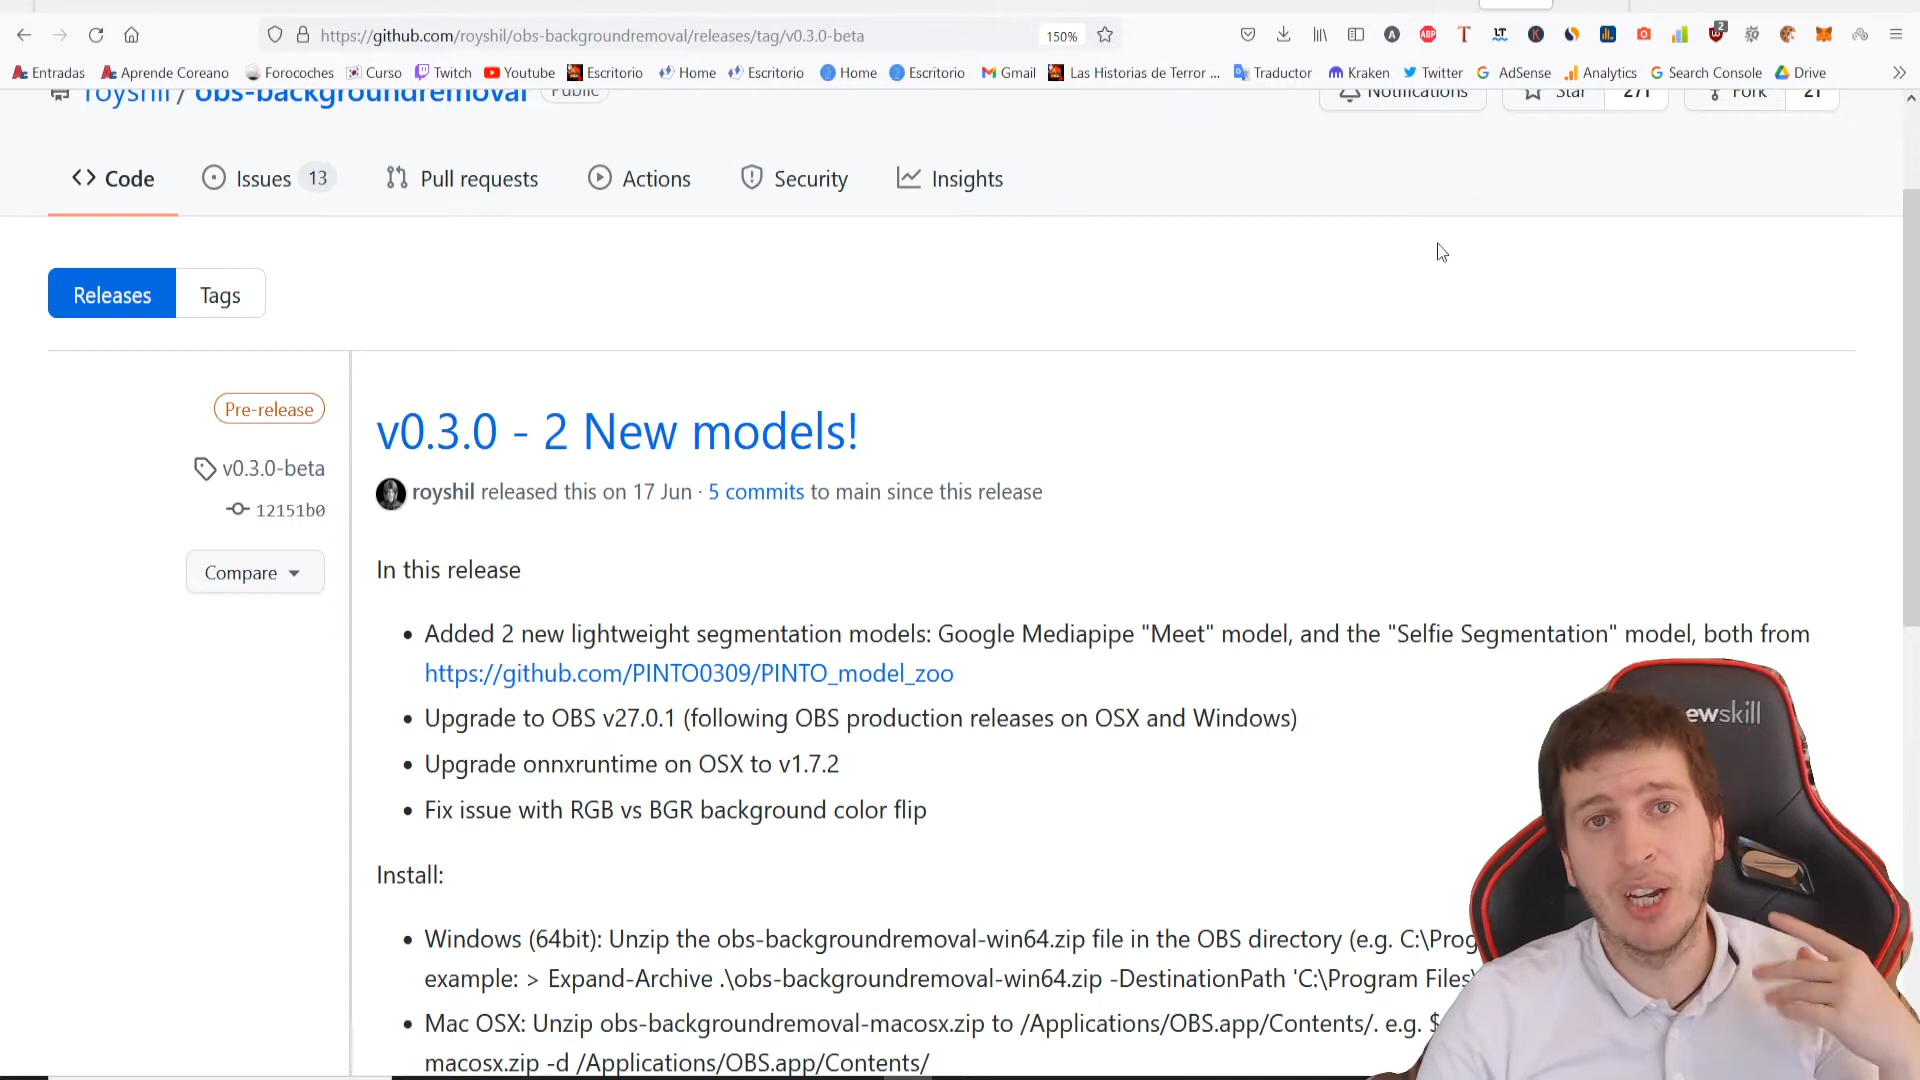 https://github.com/royshil/obs-backgroundremoval/releases/tag/v0.3.0-beta 150%
Entradas Aprende Coreano Forocoches Curso Twitch Youtube Escritorio Home Escritorio Home Escritorio Gmail Las Historias de Terror ... Traductor Kraken Twitter AdSense Analytics Search Console Drive
royshil / obs-backgroundremoval Public Notifications Star 271 Fork 21
Code Issues 13 Pull requests Actions Security Insights
Releases Tags
Pre-release
v0.3.0-beta
12151b0
Compare
v0.3.0 - 2 New models!
royshil released this on 17 Jun · 5 commits to main since this release
In this release
• Added 2 new lightweight segmentation models: Google Mediapipe "Meet" model, and the "Selfie Segmentation" model, both from
https://github.com/PINTO0309/PINTO_model_zoo
• Upgrade to OBS v27.0.1 (following OBS production releases on OSX and Windows)
• Upgrade onnxruntime on OSX to v1.7.2
• Fix issue with RGB vs BGR background color flip
Install:
• Windows (64bit): Unzip the obs-backgroundremoval-win64.zip file in the OBS directory (e.g. C:\Prog
example: > Expand-Archive .\obs-backgroundremoval-win64.zip -DestinationPath 'C:\Program Files\
• Mac OSX: Unzip obs-backgroundremoval-macosx.zip to /Applications/OBS.app/Contents/. e.g. $
macosx.zip -d /Applications/OBS.app/Contents/
ewskill